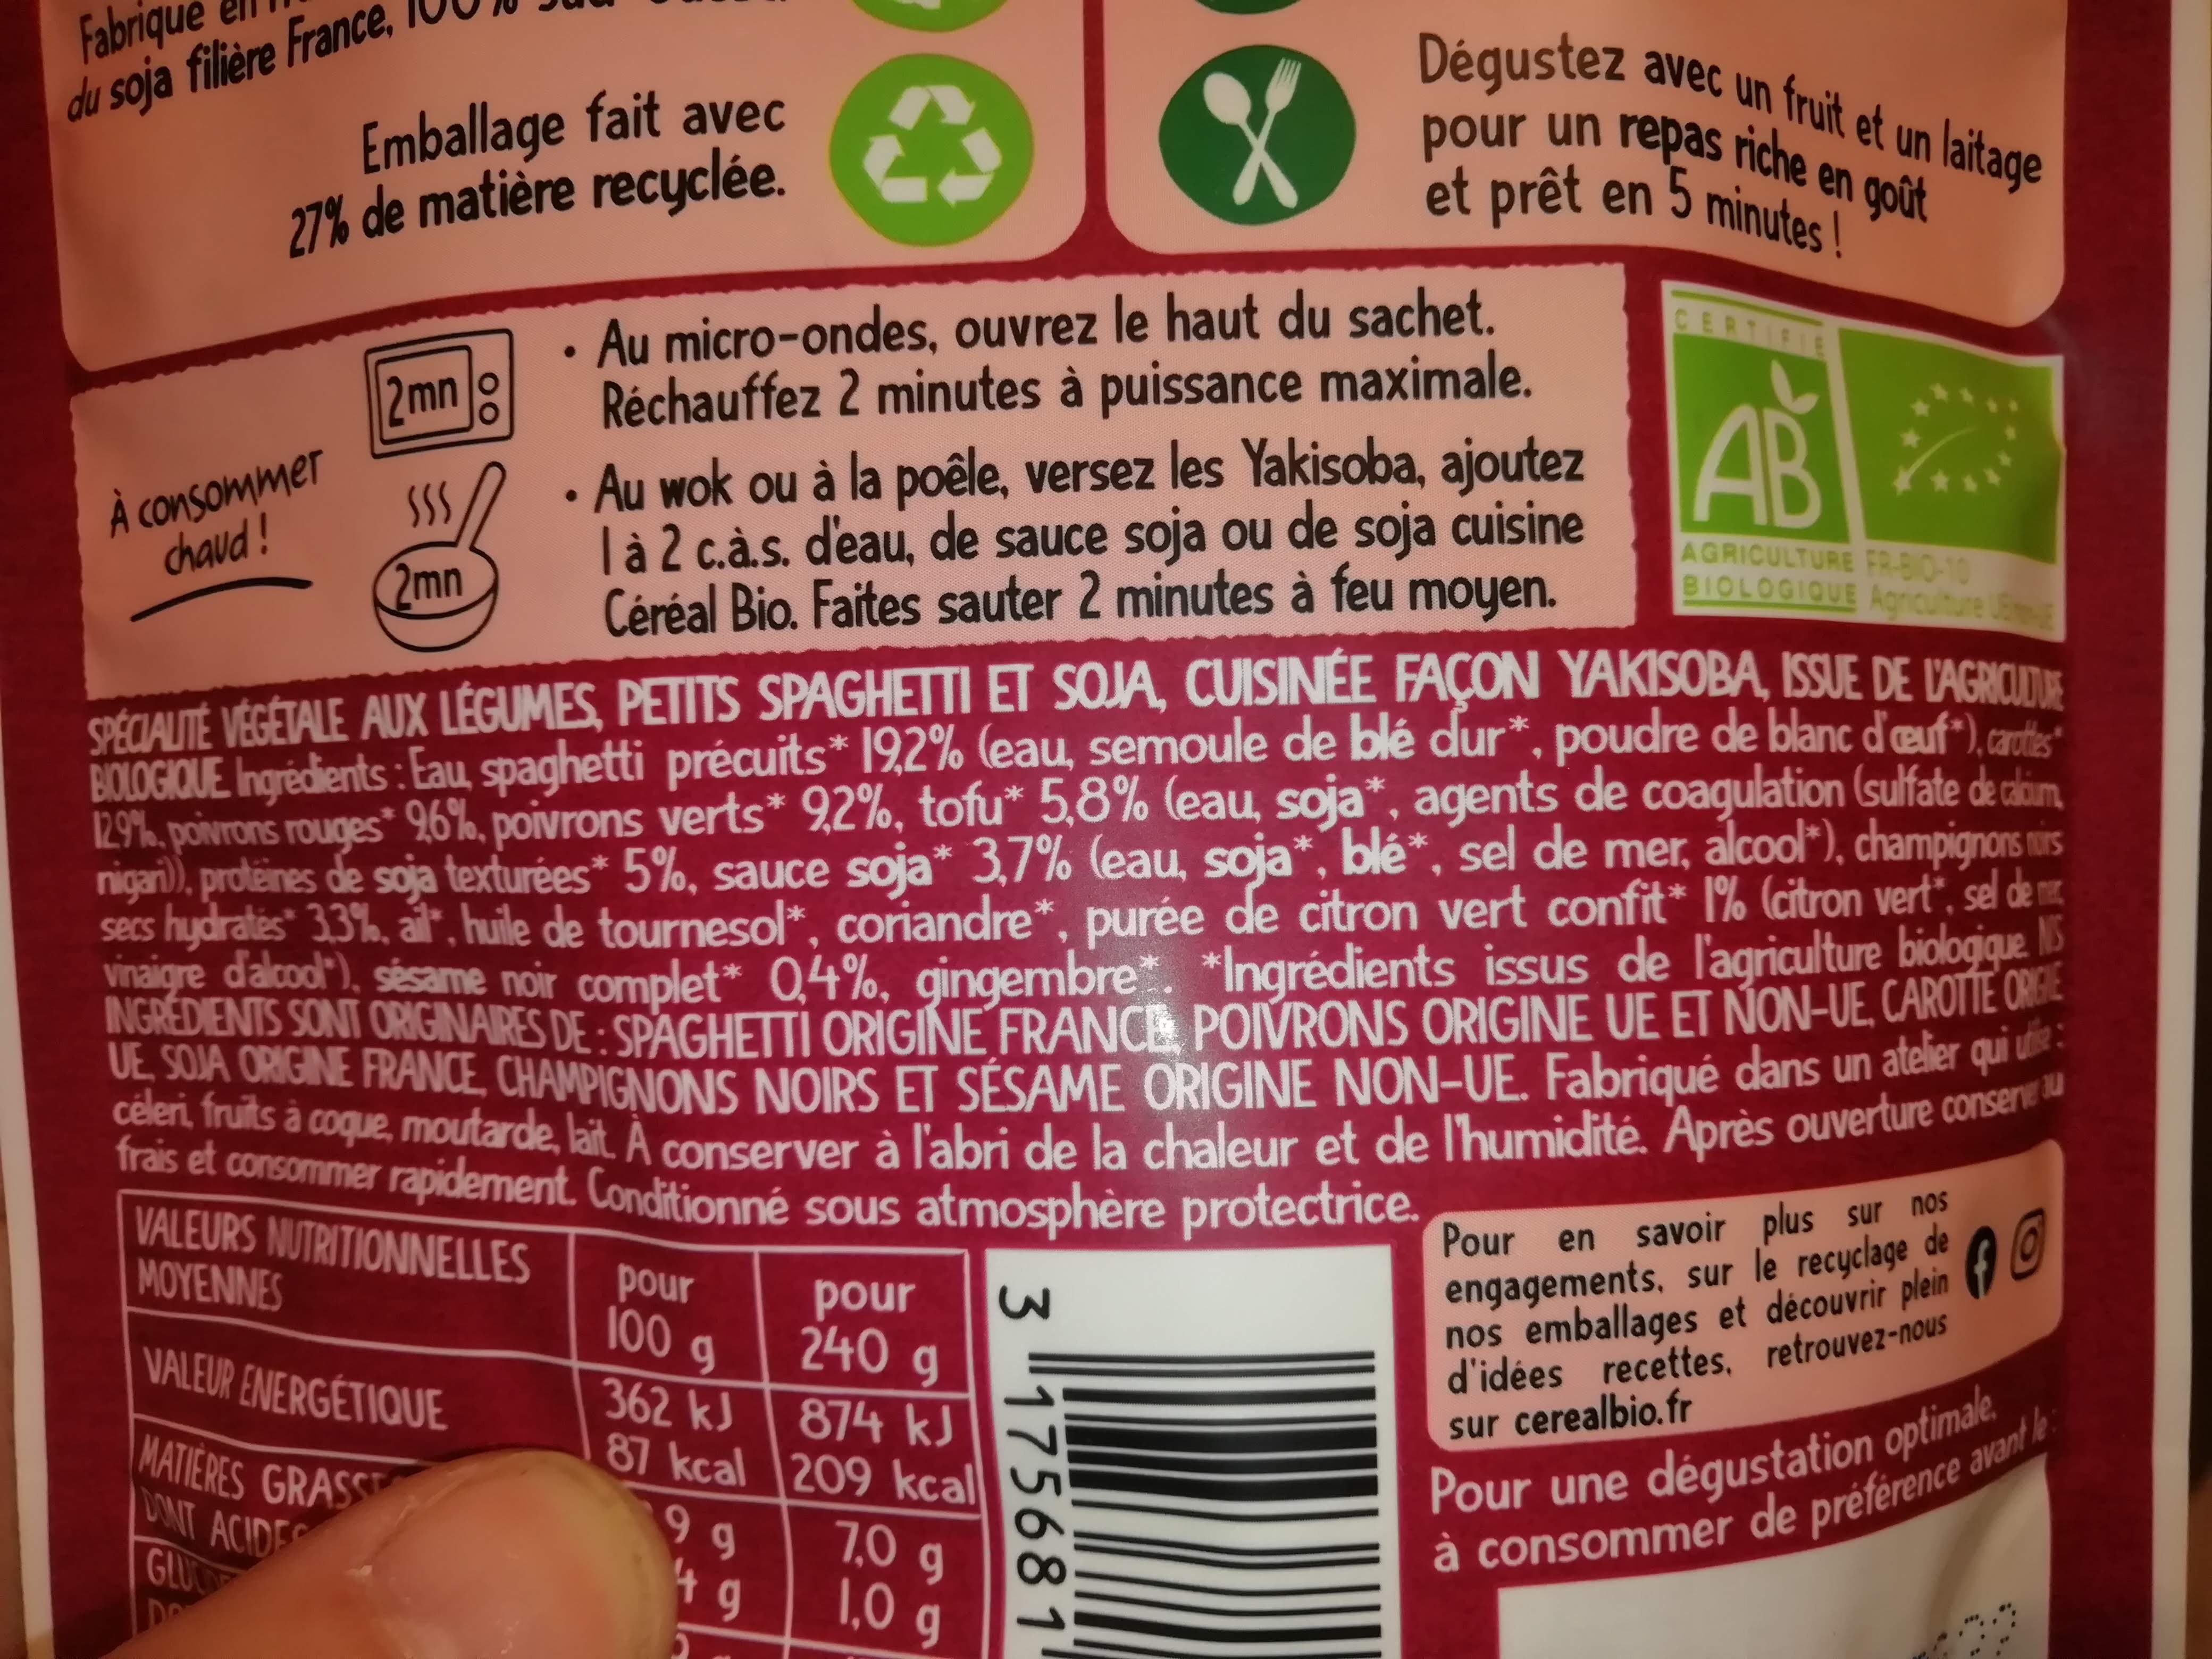 Fabriqué en
du soja filière France, 100%
Emballage fait avec
27% de matière recyclée.
Dégustez avec un fruit et un laitage
pour un repas riche en goût
et prêt en 5 minutes !
À consommer
chaud !
2mn
2mn
• Au micro-ondes, ouvrez le haut du sachet.
Réchauffez 2 minutes à puissance maximale.
• Au wok ou à la poêle, versez les Yakisoba, ajoutez
1 à 2 c.à.s. d'eau, de sauce soja ou de soja cuisine
Céréal Bio. Faites sauter 2 minutes à feu moyen.
CERTIFIÉ
AB
AGRICULTURE
BIOLOGIQUE
FR-BIO-10
Agriculture
SPÉCIALITÉ VÉGÉTALE AUX LÉGUMES, PETITS SPAGHETTI ET SOJA, CUISINÉE FAÇON YAKISOBA, ISSUE DE L'AGRICULTURE
BIOLOGIQUE. Ingrédients : Eau, spaghetti précuits* 19,2% (eau, semoule de blé dur*, poudre de blanc d'œuf*), carottes*
12,9%, poivrons rouges* 9,6%, poivrons verts* 9,2%, tofu* 5,8% (eau, soja*, agents de coagulation (sulfate de calcium,
nigari)), protéines de soja texturées* 5%, sauce soja* 3,7% (eau, soja*, blé*, sel de mer, alcool*), champignons noirs
secs hydratés* 3,3%, ail*, huile de tournesol*, coriandre*, purée de citron vert confit* 1% (citron vert*, sel de mer,
vinaigre d'alcool*), sésame noir complet* 0,4%, gingembre*. *Ingrédients issus de l'agriculture biologique. NS
INGRÉDIENTS SONT ORIGINAIRES DE : SPAGHETTI ORIGINE FRANCE, POIVRONS ORIGINE UE ET NON-UE, CAROTTE ORIGINE
UE, SOJA ORIGINE FRANCE, CHAMPIGNONS NOIRS ET SÉSAME ORIGINE NON-UE. Fabriqué dans un atelier qui utilise :
céleri, fruits à coque, moutarde, lait. À conserver à l'abri de la chaleur et de l'humidité. Après ouverture conserver au
frais et consommer rapidement. Conditionné sous atmosphère protectrice.
VALEURS NUTRITIONNELLES
MOYENNES
pour
100 g
pour
240 g
VALEUR ENERGÉTIQUE
362 kJ
87 kcal
874 kJ
209 kcal
MATIÈRES GRASSE
9 g
7,0 g
DONT ACIDES
4 g
1,0 g
3 175681
Pour en savoir plus sur nos
engagements, sur le recyclage de
nos emballages et découvrir plein
d'idées recettes, retrouvez-nous
sur cerealbio.fr
Pour une dégustation optimale,
à consommer de préférence avant le :